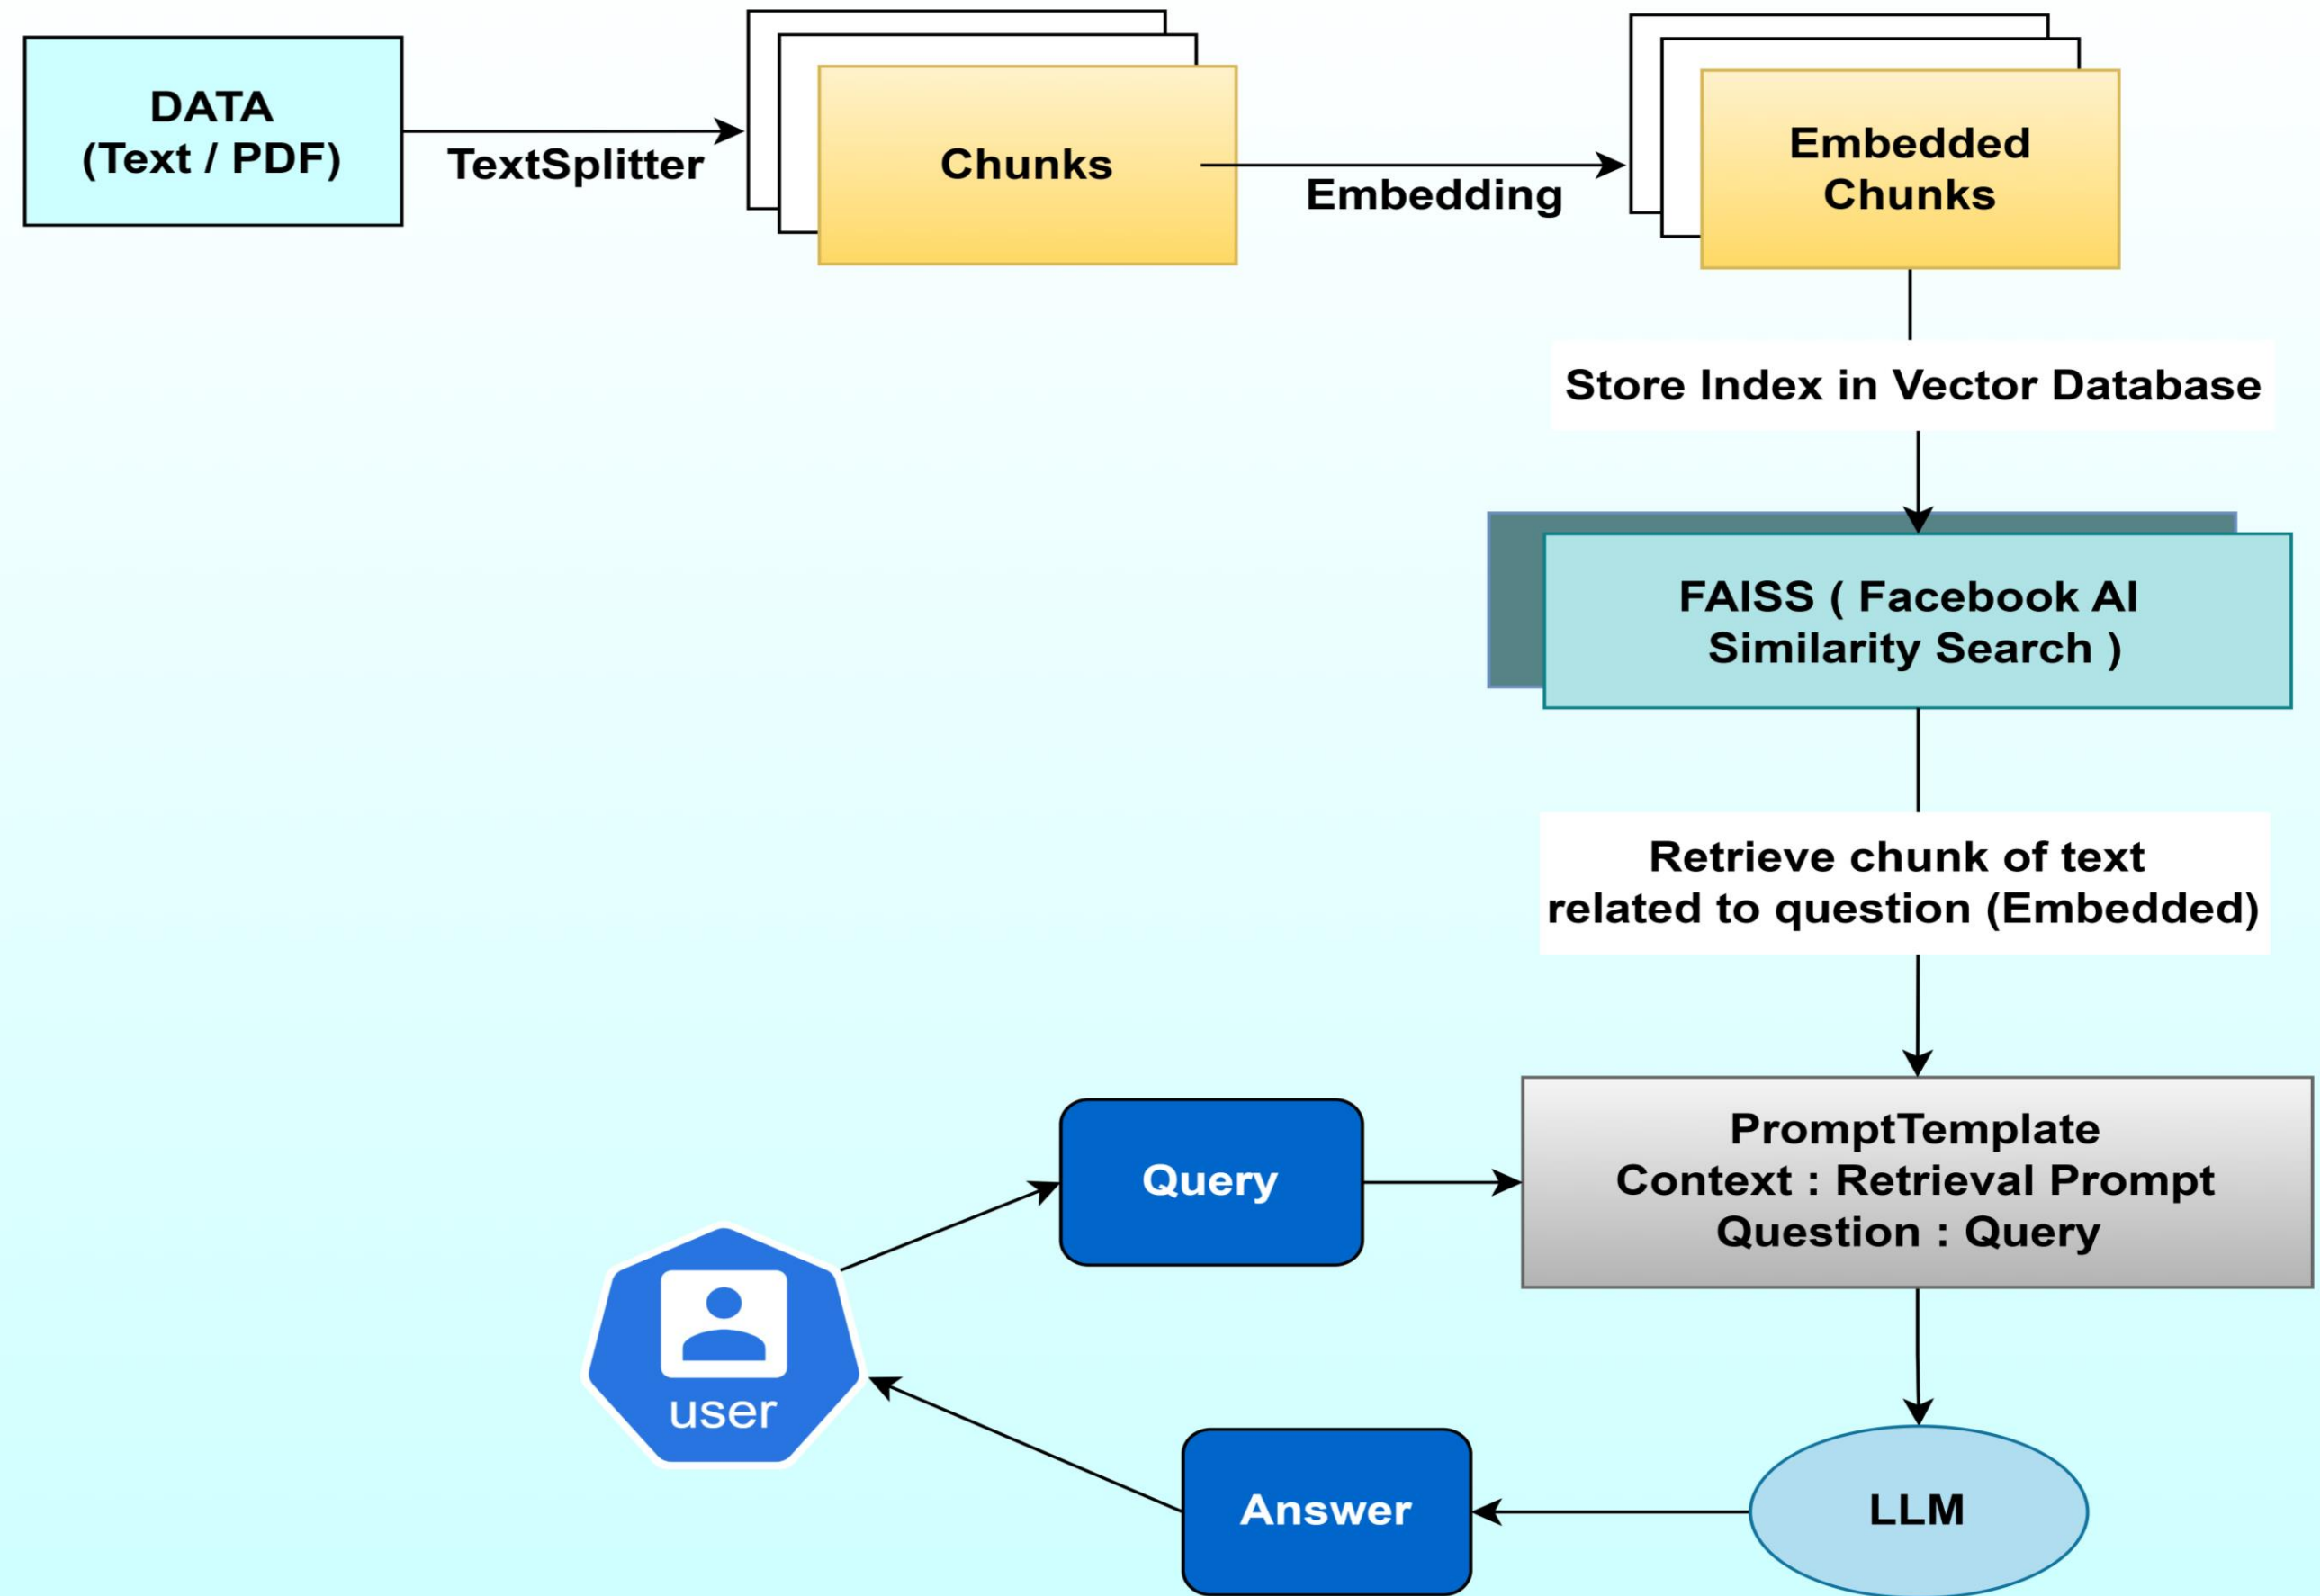 DATA
(Text / PDF)
TextSplitter
Chunks
Embedding
Embedded
Chunks
Store Index in Vector Database
FAISS ( Facebook AI
Similarity Search )
Retrieve chunk of text
related to question (Embedded)
Query
PromptTemplate
Context : Retrieval Prompt
Question : Query
user
Answer
LLM